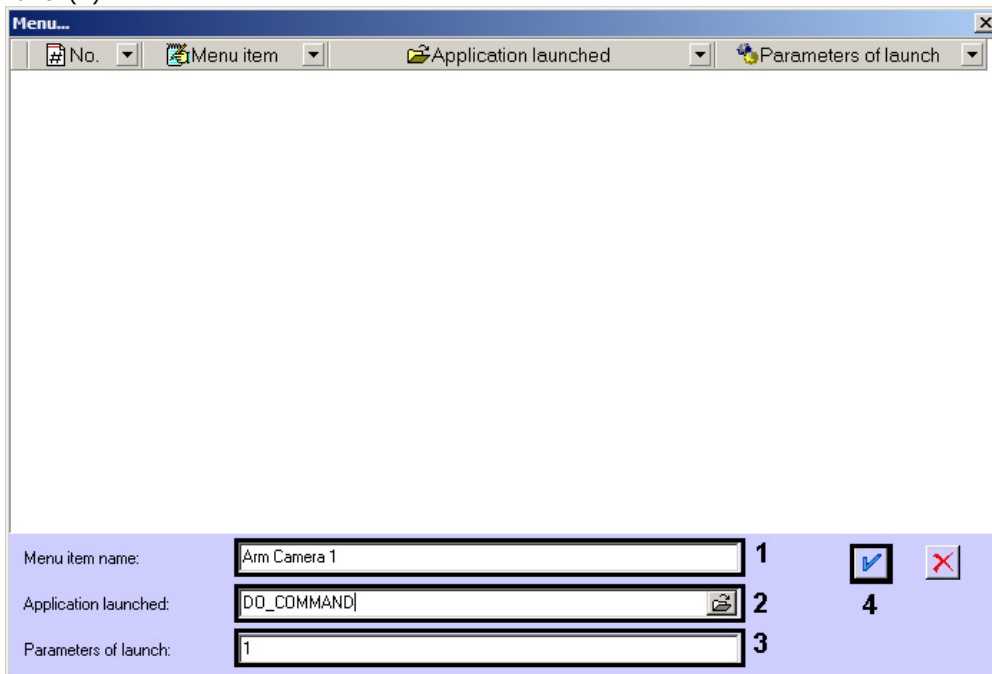 Menu...
No. Menu item Application launched Parameters of launch
Menu item name: Arm Camera 1 1
Application launched: DO_COMMAND 2 4
Parameters of launch: 1 3